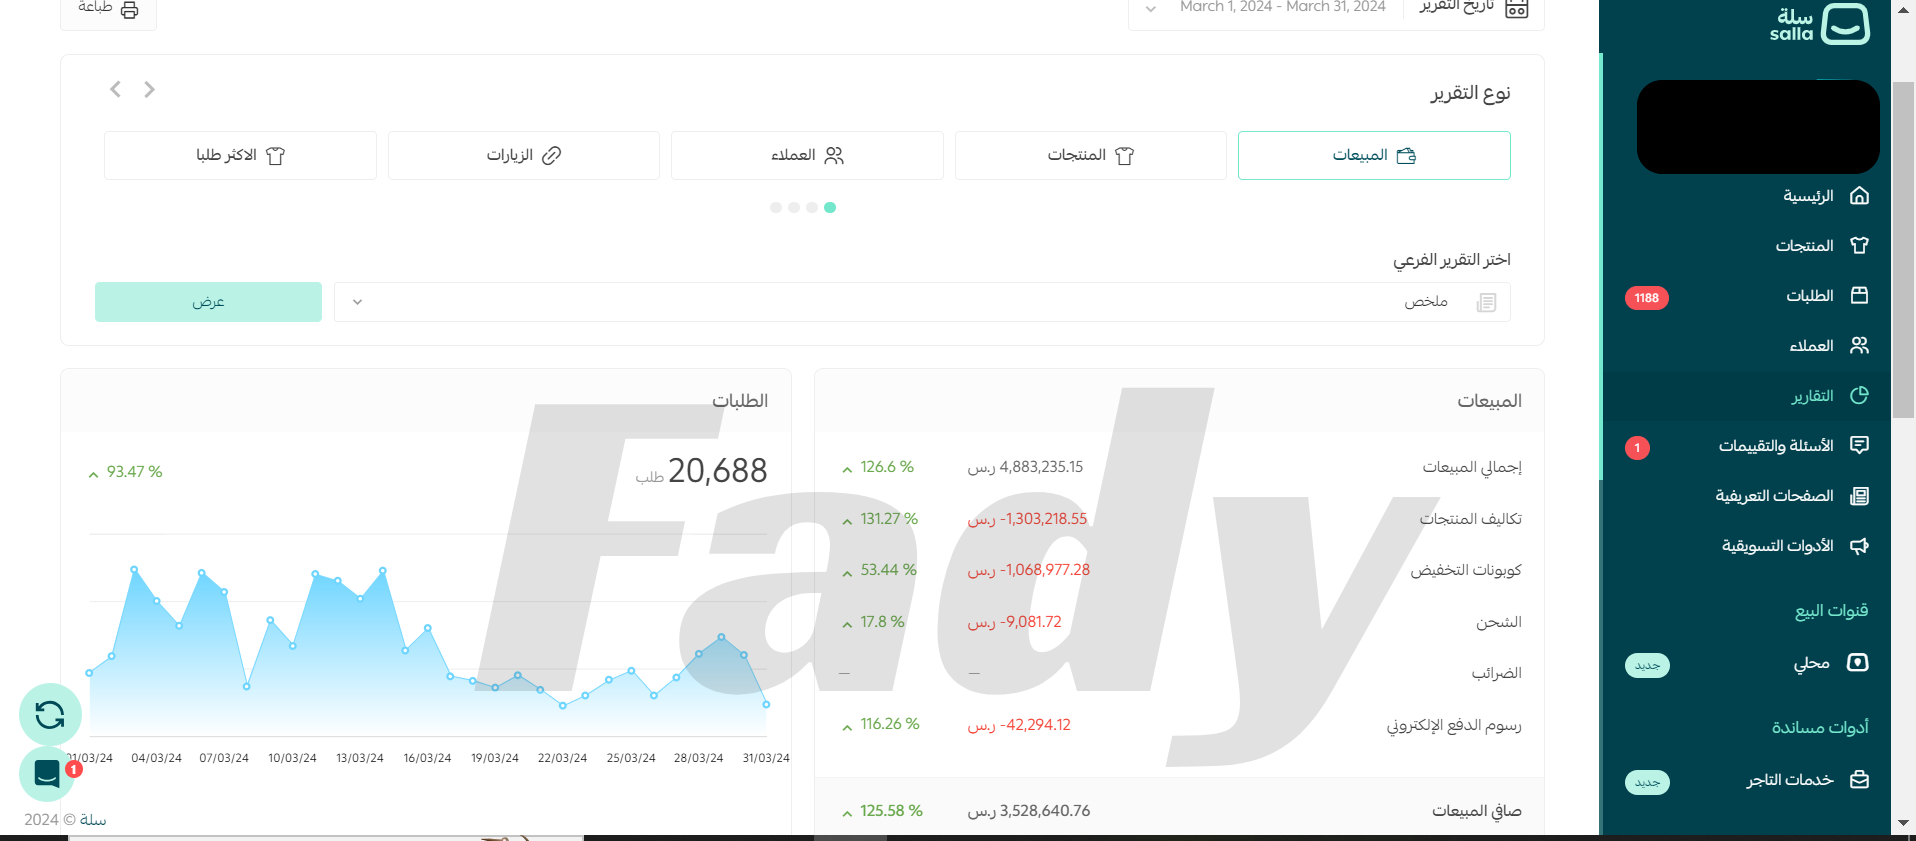 سلة
salla
تاريخ التقرير
March 1, 2024 - March 31, 2024
طباعة
نوع التقرير
المبيعات
المنتجات
العملاء
الزيارات
الاكثر طلبا
اختر التقرير الفرعي
ملخص
عرض
المبيعات
إجمالي المبيعات 4,883,235.15 ر.س 126.6 %
تكاليف المنتجات -1,303,218.55 ر.س 131.27 %
كوبونات التخفيض -1,068,977.28 ر.س 53.44 %
الشحن -9,081.72 ر.س 17.8 %
الضرائب — —
رسوم الدفع الإلكتروني -42,294.12 ر.س 116.26 %
صافي المبيعات 3,528,640.76 ر.س 125.58 %
الطلبات
20,688 طلب
93.47 %
01/03/24 04/03/24 07/03/24 10/03/24 13/03/24 16/03/24 19/03/24 22/03/24 25/03/24 28/03/24 31/03/24
Fady
الرئيسية
المنتجات
الطلبات 1188
العملاء
التقارير
الأسئلة والتقييمات 1
الصفحات التعريفية
الأدوات التسويقية
قنوات البيع
محلي جديد
أدوات مساندة
خدمات التاجر جديد
1
سلة © 2024